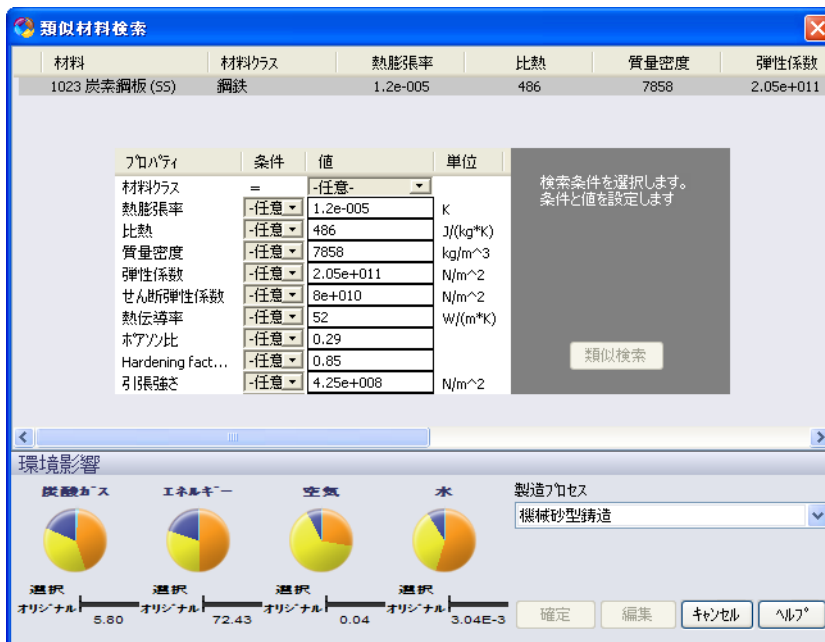 類似材料検索
材料 材料クラス 熱膨張率 比熱 質量密度 弾性係数
1023 炭素鋼板 (SS) 鋼鉄 1.2e-005 486 7858 2.05e+011
プロパティ 条件 値 単位
材料クラス = -任意-
熱膨張率 -任意 1.2e-005 K
比熱 -任意 486 J/(kg*K)
質量密度 -任意 7858 kg/m^3
弾性係数 -任意 2.05e+011 N/m^2
せん断弾性係数 -任意 8e+010 N/m^2
熱伝導率 -任意 52 W/(m*K)
ポアソン比 -任意 0.29
Hardening fact... -任意 0.85
引張強さ -任意 4.25e+008 N/m^2
検索条件を選択します。
条件と値を設定します
類似検索
環境影響
炭酸ガス エネルギー 空気 水
製造プロセス
機械砂型鋳造
選択 選択 選択 選択
オリジナル 5.80 オリジナル 72.43 オリジナル 0.04 オリジナル 3.04E-3
確定 編集 キャンセル ヘルプ